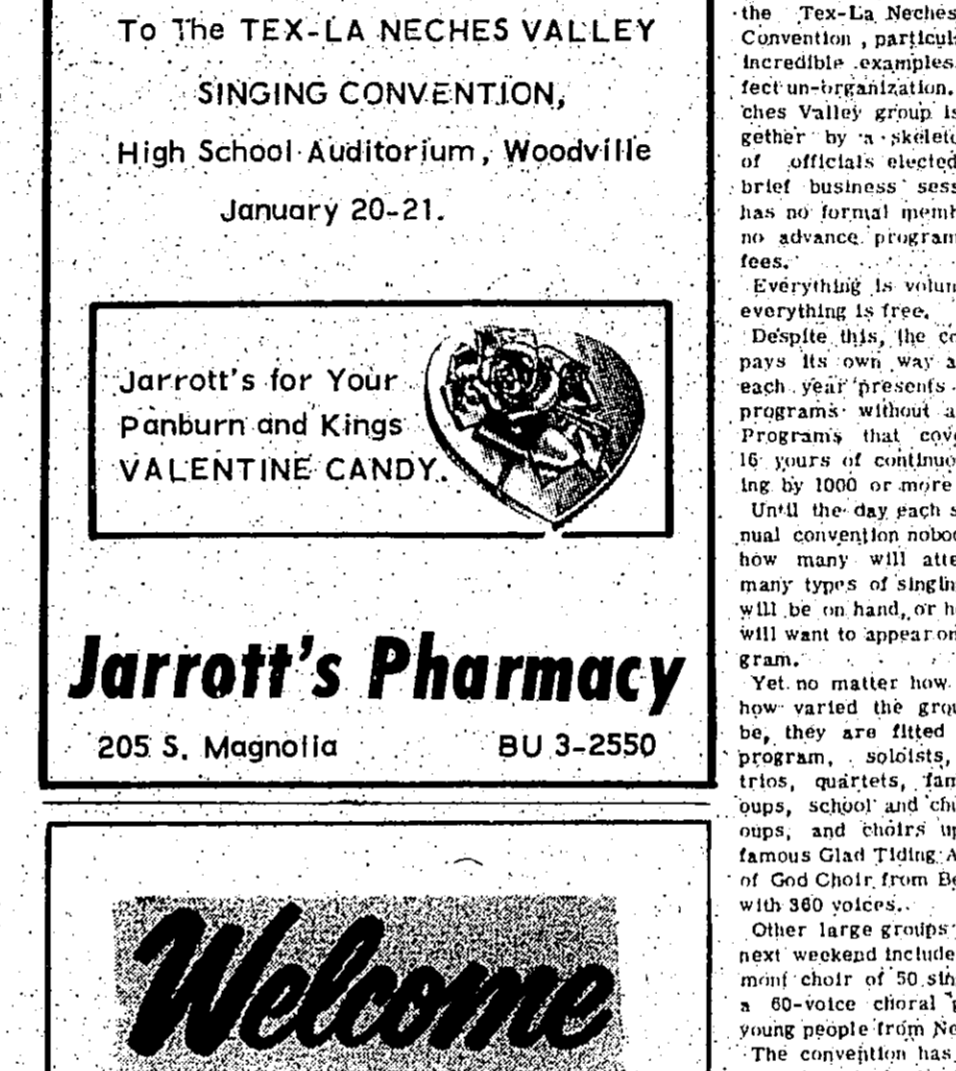 To The TEX-LA NECHES VALLEY
SINGING CONVENTION,
High School Auditorium, Woodville
January 20-21.
Jarrott's for Your
Panburn and Kings
VALENTINE CANDY.
Jarrott's Pharmacy
205 S. Magnolia BU 3-2550
Welcome
the Tex-La Neches
Convention, particul
incredible examples
fect un-organization.
ches Valley group is
gether by a skelet
of officials elected
brief business sess
has no formal memb
no advance program
fees.
Everything is volun
everything is free.
Despite this, the co
pays its own way a
each year presents
programs without a
Programs that cov
16 yours of continuo
ing by 1000 or more
Until the day each s
nual convention nobod
how many will atte
many types of singin
will be on hand, or h
will want to appear on
gram.
Yet no matter how
how varied the grou
be, they are fitted
program, soloists,
trios, quartets, fam
oups, school and chu
oups, and choirs up
famous Glad Tiding A
of God Choir from Be
with 360 voices.
Other large groups
next weekend include
mont choir of 50 sin
a 60-voice choral g
young people from Ne
The convention has